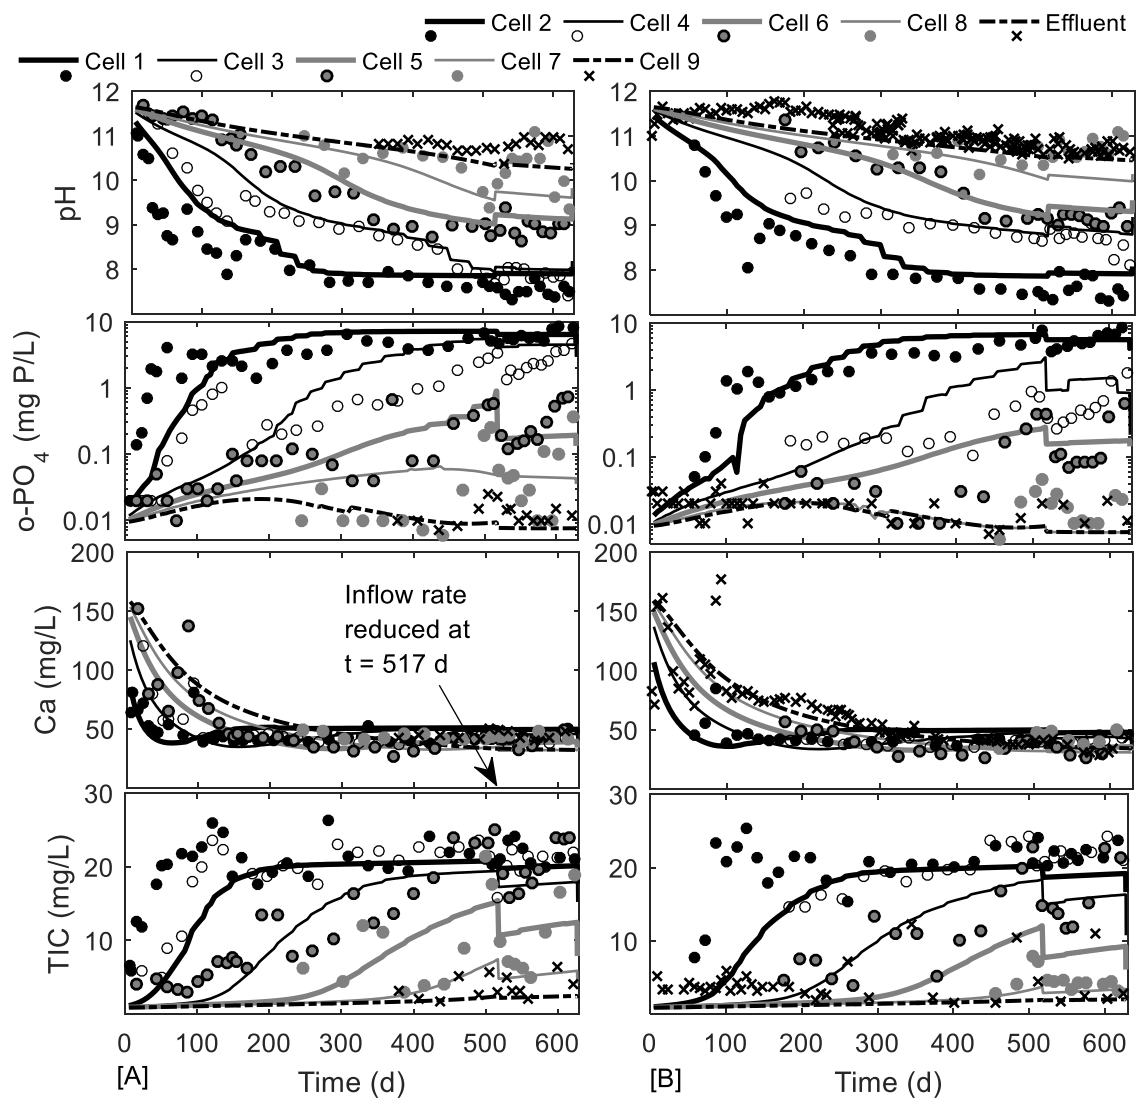 Cell 2 Cell 4 Cell 6 Cell 8 Effluent
Cell 1 Cell 3 Cell 5 Cell 7 Cell 9
pH
12
11
10
9
8
12
11
10
9
8
o-PO4 (mg P/L)
10
1
0.1
0.01
10
1
0.1
0.01
Ca (mg/L)
200
150
100
50
200
150
100
50
Inflow rate
reduced at
t = 517 d
TIC (mg/L)
30
20
10
30
20
10
0 100 200 300 400 500 600
0 100 200 300 400 500 600
[A] Time (d)
[B] Time (d)